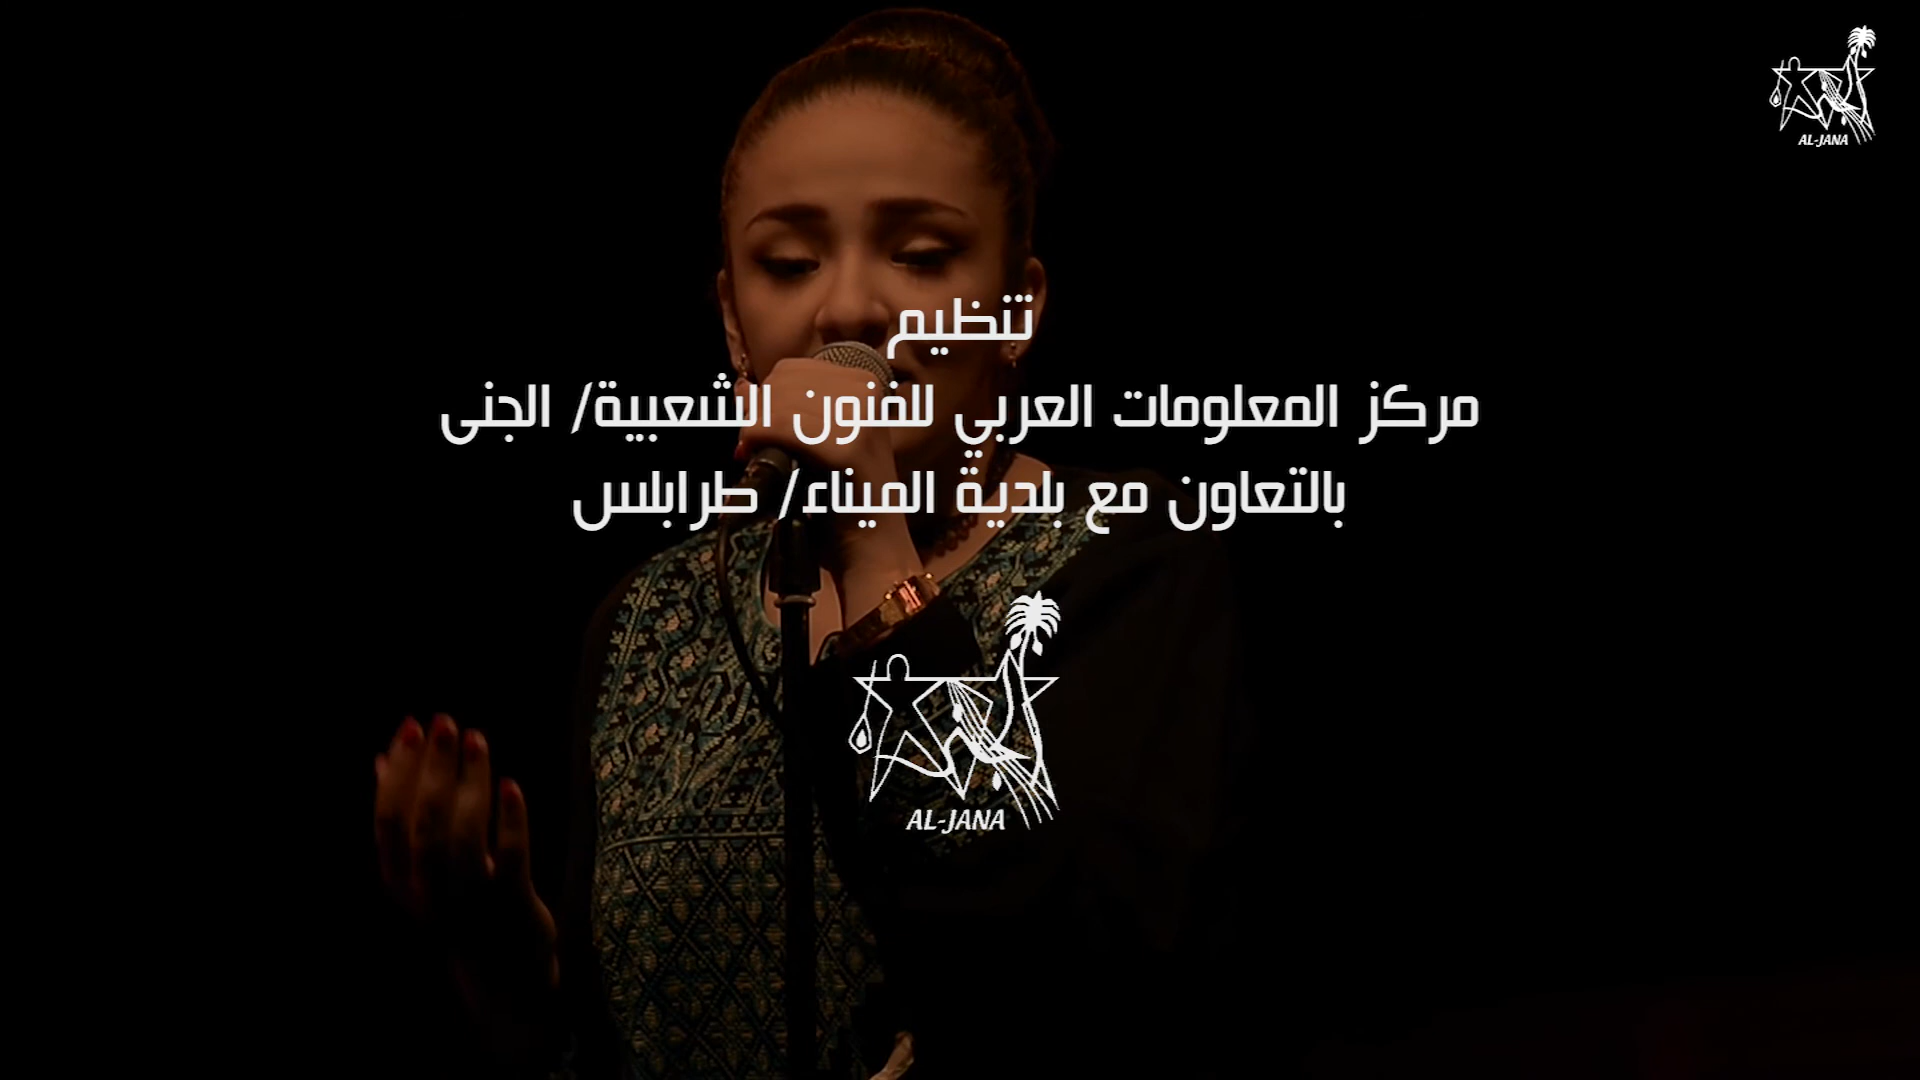 AL-JANA
تنظيم
مركز المعلومات العربي للفنون الشعبية/ الجنى
بالتعاون مع بلدية الميناء/ طرابلس
AL-JANA